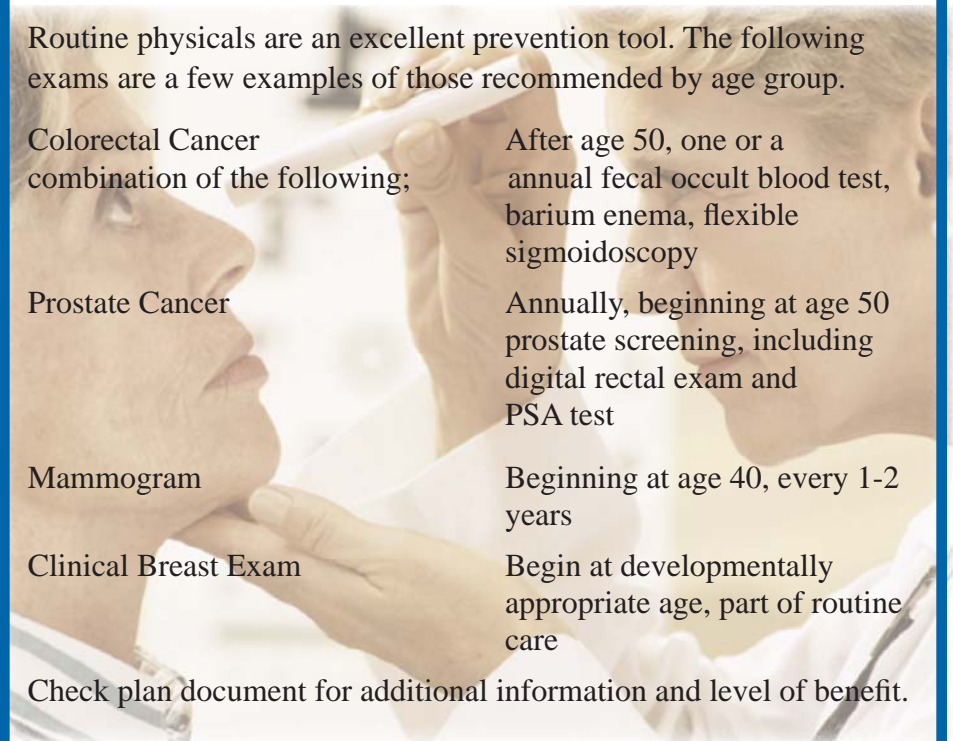 Routine physicals are an excellent prevention tool. The following
exams are a few examples of those recommended by age group.
Colorectal Cancer After age 50, one or a
combination of the following; annual fecal occult blood test,
barium enema, flexible
sigmoidoscopy
Prostate Cancer Annually, beginning at age 50
prostate screening, including
digital rectal exam and
PSA test
Mammogram Beginning at age 40, every 1-2
years
Clinical Breast Exam Begin at developmentally
appropriate age, part of routine
care
Check plan document for additional information and level of benefit.